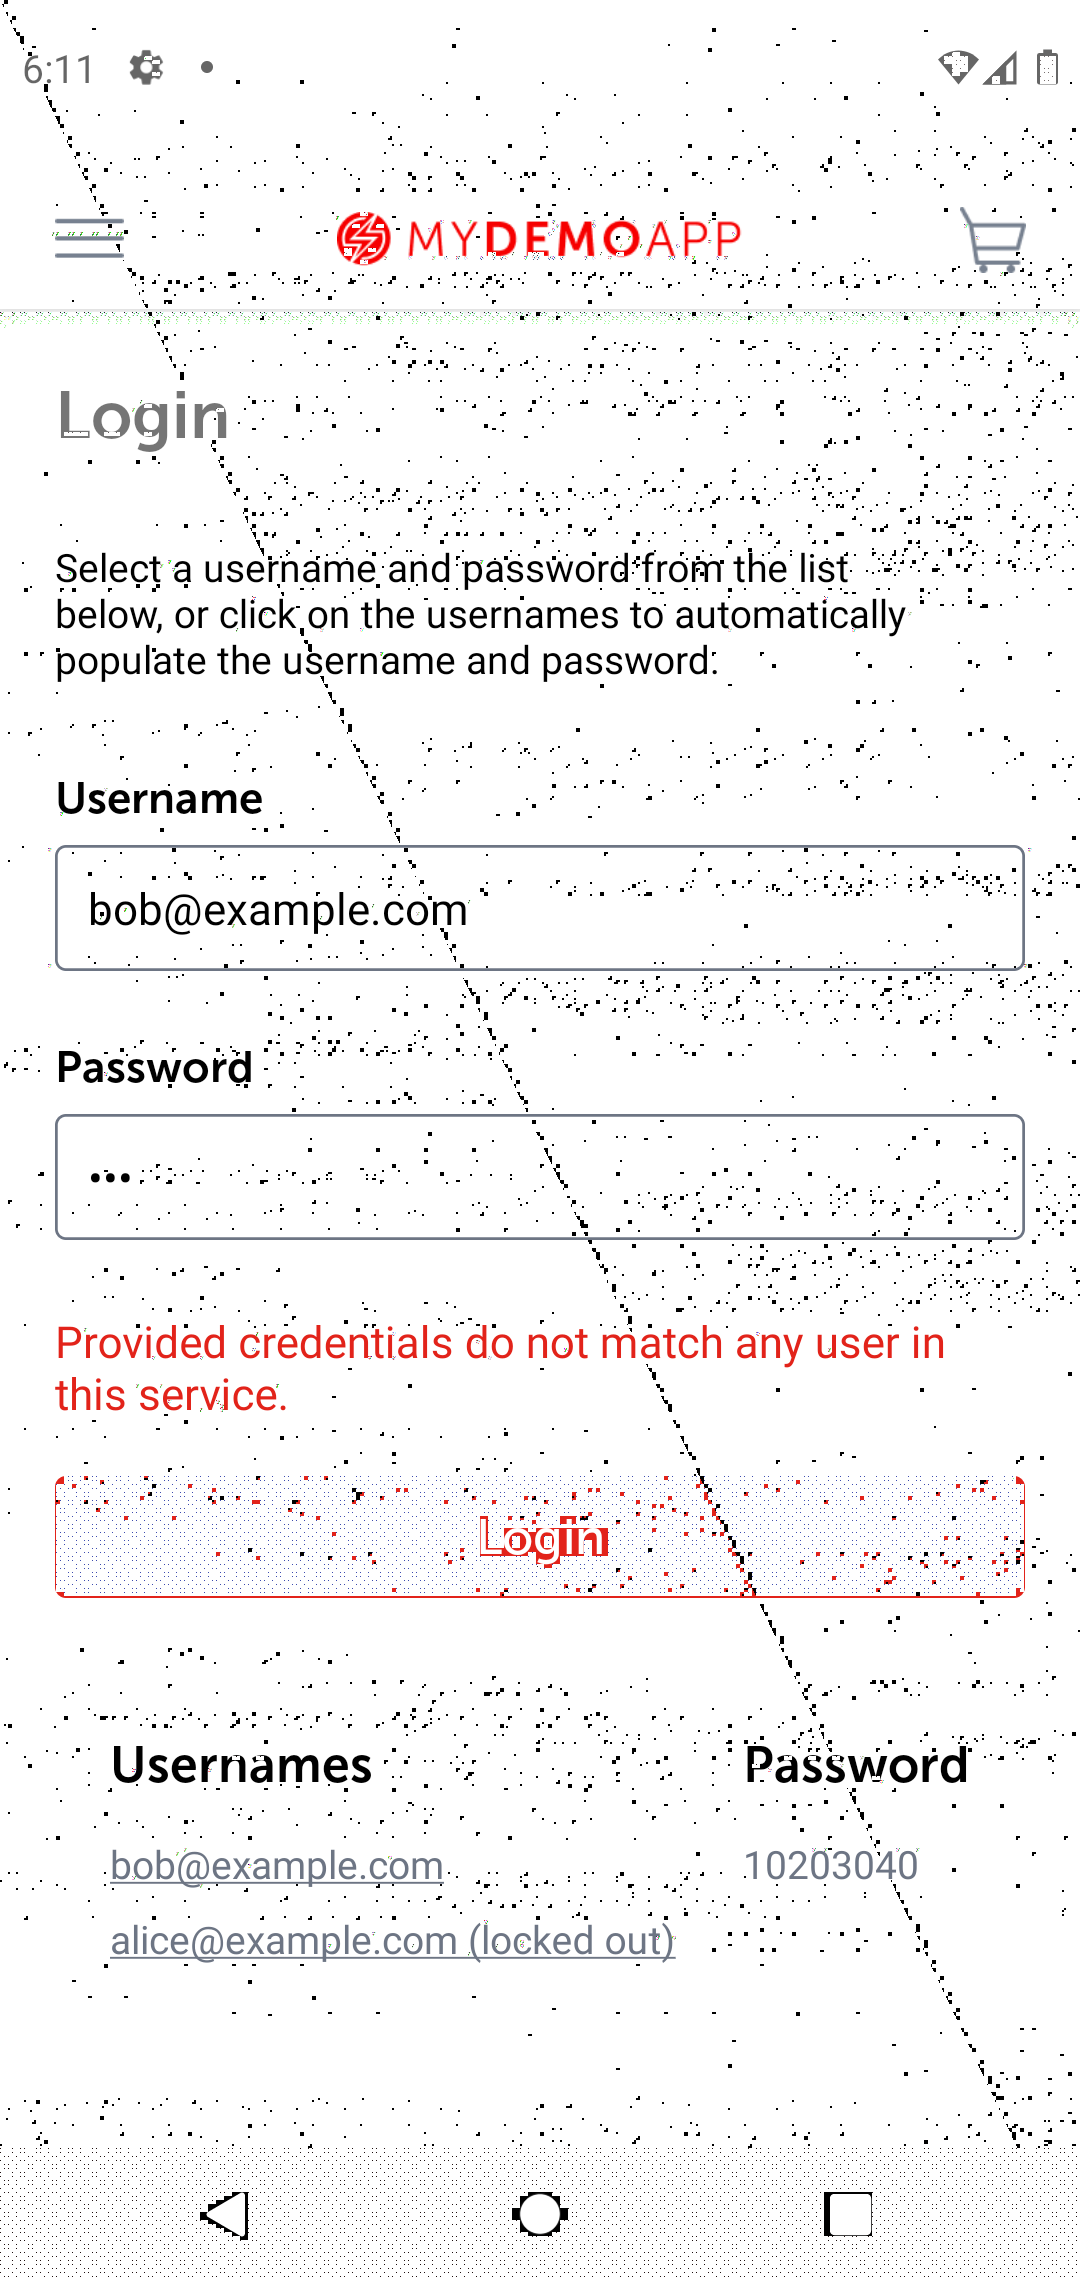 6:11
MYDEMOAPP
Login
Select a username and password from the list
below, or click on the usernames to automatically
populate the username and password.
Username
bob@example.com
Password
•••
Provided credentials do not match any user in
this service.
Login
Usernames Password
bob@example.com 10203040
alice@example.com (locked out)